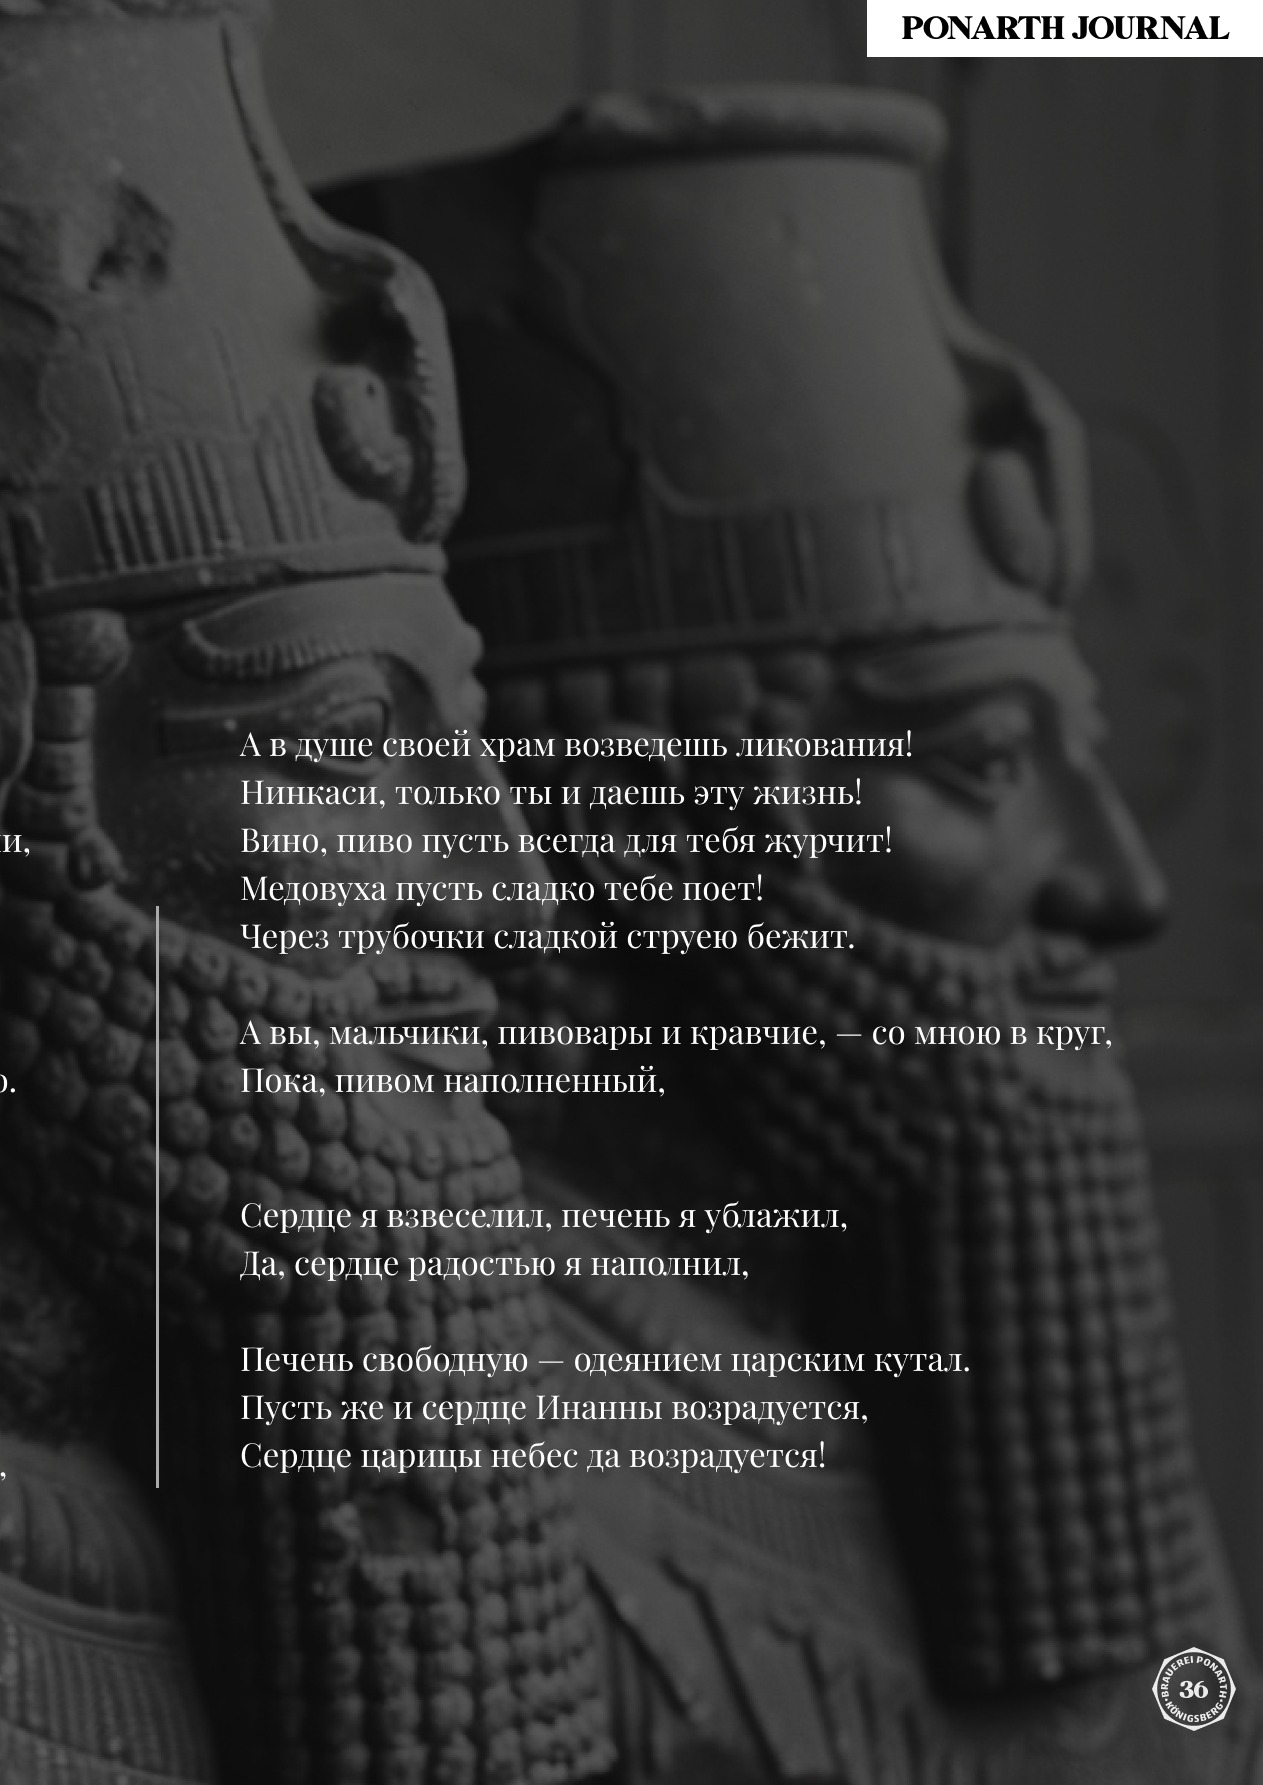 PONARTH JOURNAL
А в душе своей храм возведешь ликования!
Нинкаси, только ты и даешь эту жизнь!
Вино, пиво пусть всегда для тебя журчит!
Медовуха пусть сладко тебе поет!
Через трубочки сладкой струею бежит.
А вы, мальчики, пивовары и кравчие, — со мною в круг,
Пока, пивом наполненный,
Сердце я взвеселил, печень я ублажил,
Да, сердце радостью я наполнил,
Печень свободную — одеянием царским кутал.
Пусть же и сердце Инанны возрадуется,
Сердце царицы небес да возрадуется!
BRAUEREI PONARTH
36
KÖNIGSBERG